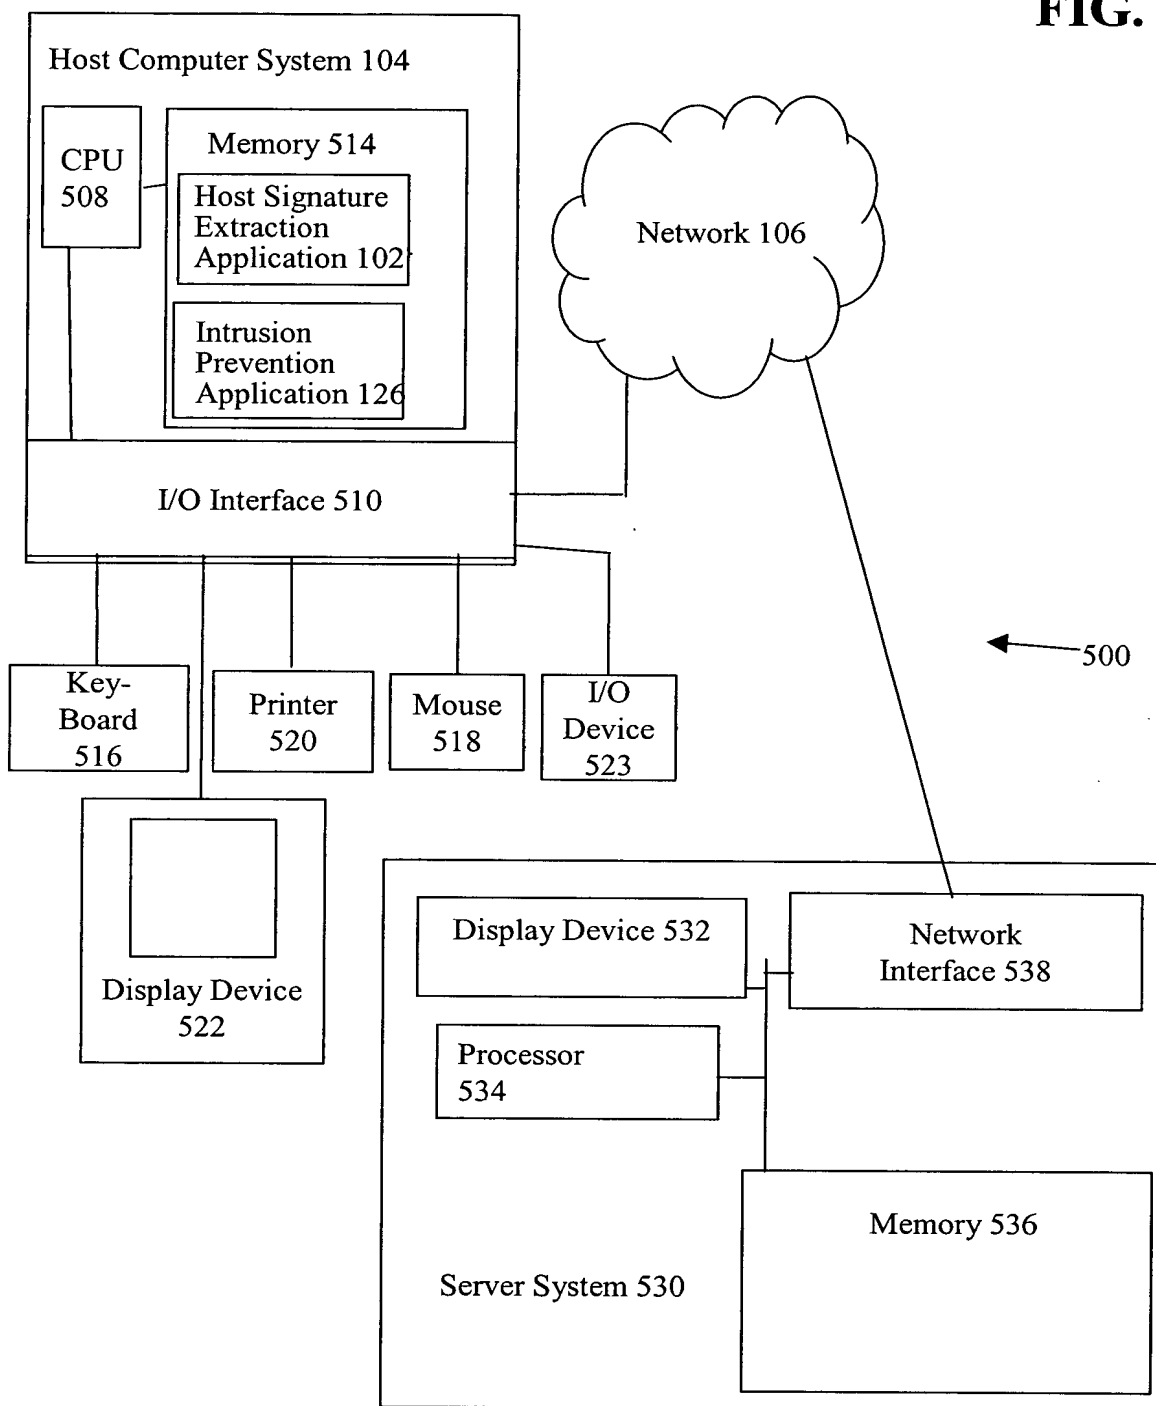 FIG.
Host Computer System 104
CPU
508
Memory 514
Host Signature
Extraction
Application 102
Intrusion
Prevention
Application 126
Network 106
I/O Interface 510
500
Key-
Board
516
Printer
520
Mouse
518
I/O
Device
523
Display Device
522
Display Device 532
Network
Interface 538
Processor
534
Memory 536
Server System 530